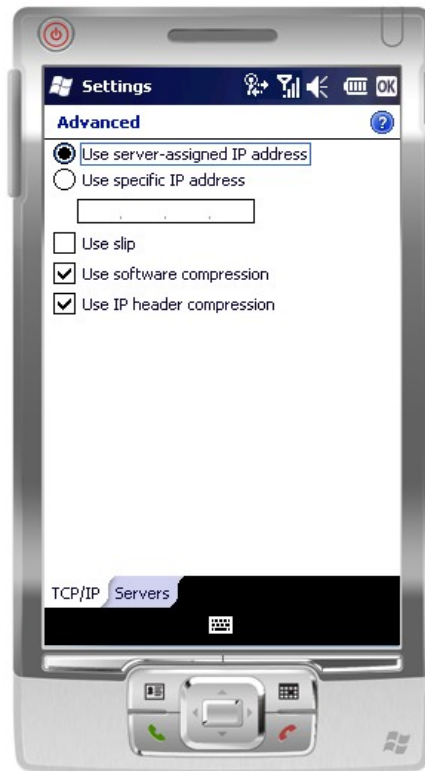 Settings
OK
Advanced
?
Use server-assigned IP address
Use specific IP address
. . .
Use slip
Use software compression
Use IP header compression
TCP/IP Servers